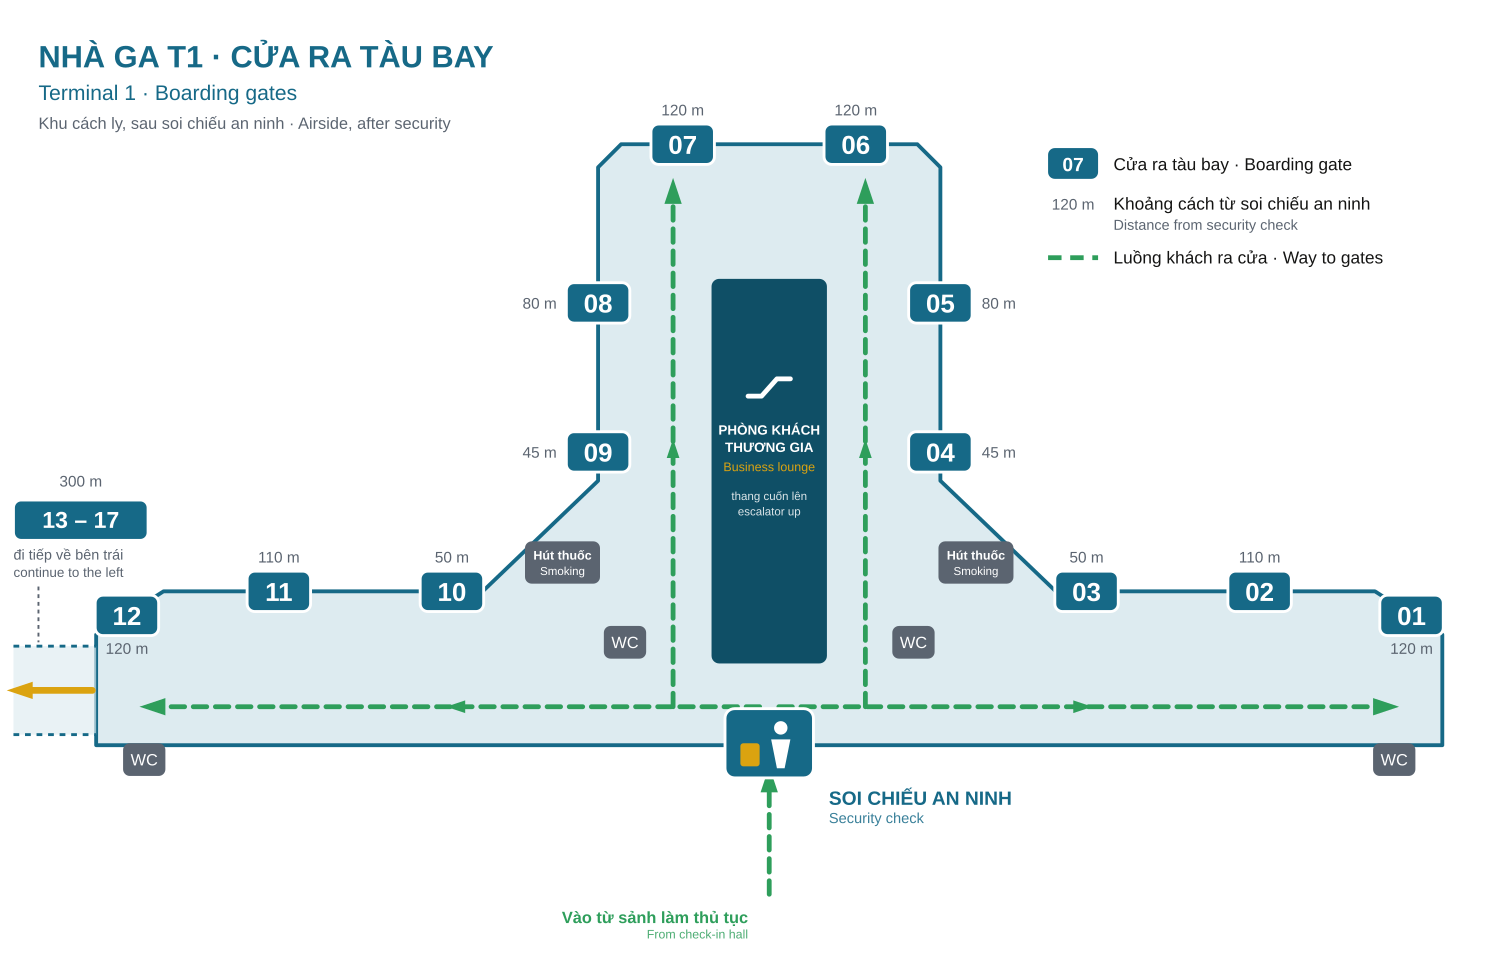 NHÀ GA T1 · CỬA RA TÀU BAY
Terminal 1 · Boarding gates
Khu cách ly, sau soi chiếu an ninh · Airside, after security
120 m
120 m
07
06
07
Cửa ra tàu bay · Boarding gate
120 m
Khoảng cách từ soi chiếu an ninh
Distance from security check
Luồng khách ra cửa · Way to gates
80 m
08
05
80 m
PHÒNG KHÁCH
THƯƠNG GIA
Business lounge
thang cuốn lên
escalator up
45 m
09
04
45 m
300 m
13 – 17
đi tiếp về bên trái
continue to the left
110 m
50 m
Hút thuốc
Smoking
Hút thuốc
Smoking
50 m
110 m
12
11
10
03
02
01
120 m
WC
WC
120 m
WC
WC
SOI CHIẾU AN NINH
Security check
Vào từ sảnh làm thủ tục
From check-in hall